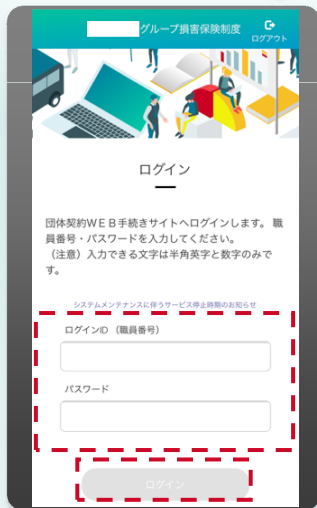 グループ損害保険制度
ログアウト
ログイン
団体契約ＷＥＢ手続きサイトへログインします。 職
員番号・パスワードを入力してください。
（注意）入力できる文字は半角英字と数字のみで
す。
システムメンテナンスに伴うサービス停止時期のお知らせ
ログインID （職員番号）
パスワード
ログイン